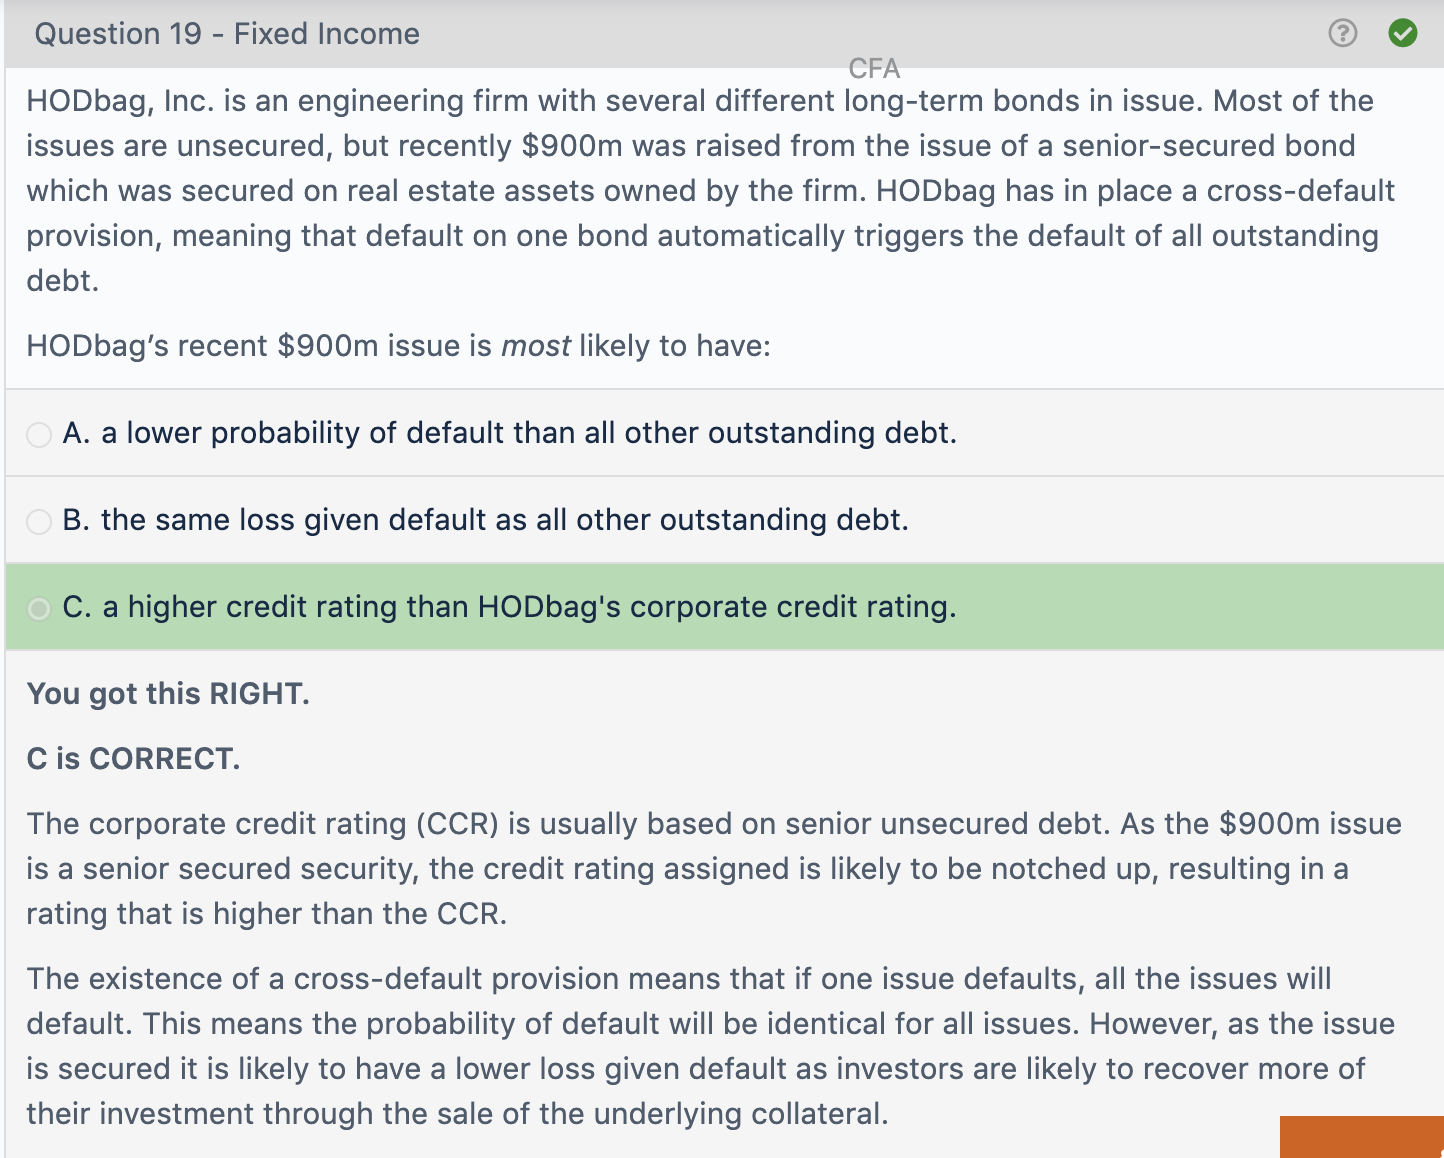 Question 19 - Fixed Income
CFA
HODbag, Inc. is an engineering firm with several different long-term bonds in issue. Most of the
issues are unsecured, but recently $900m was raised from the issue of a senior-secured bond
which was secured on real estate assets owned by the firm. HODbag has in place a cross-default
provision, meaning that default on one bond automatically triggers the default of all outstanding
debt.
HODbag’s recent $900m issue is most likely to have:
A. a lower probability of default than all other outstanding debt.
B. the same loss given default as all other outstanding debt.
C. a higher credit rating than HODbag's corporate credit rating.
You got this RIGHT.
C is CORRECT.
The corporate credit rating (CCR) is usually based on senior unsecured debt. As the $900m issue
is a senior secured security, the credit rating assigned is likely to be notched up, resulting in a
rating that is higher than the CCR.
The existence of a cross-default provision means that if one issue defaults, all the issues will
default. This means the probability of default will be identical for all issues. However, as the issue
is secured it is likely to have a lower loss given default as investors are likely to recover more of
their investment through the sale of the underlying collateral.